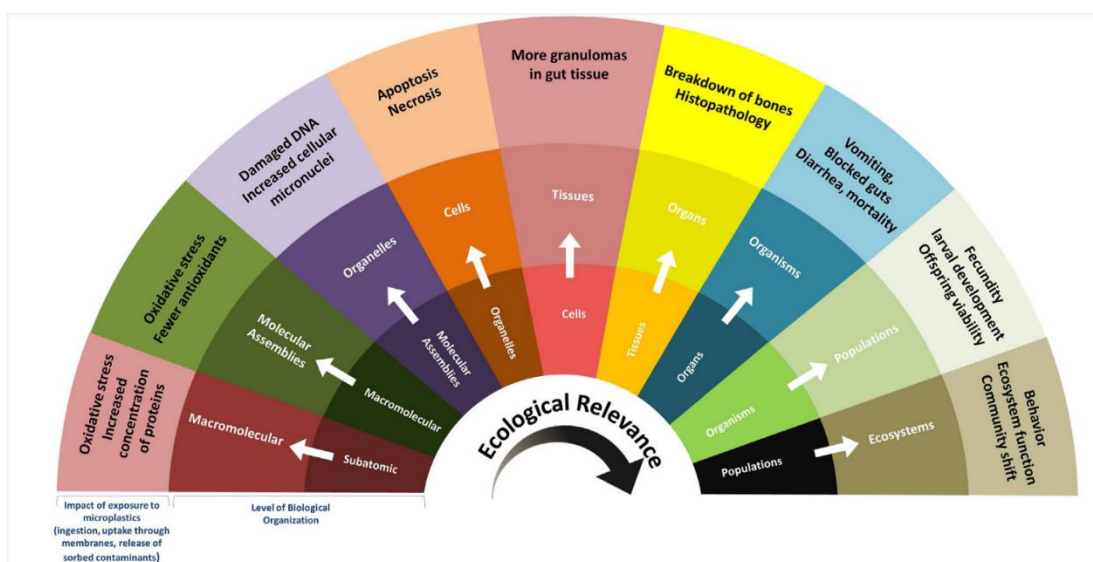 Oxidative stress
Increased
concentration
of proteins
Macromolecular
Subatomic
Oxidative stress
Fewer antioxidants
Molecular
Assemblies
Macromolecular
Damaged DNA
Increased cellular
micronuclei
Organelles
Molecular
Assemblies
Apoptosis
Necrosis
Cells
Organelles
More granulomas
in gut tissue
Tissues
Cells
Breakdown of bones
Histopathology
Organs
Tissues
Vomiting,
Blocked guts
Diarrhea, mortality
Organisms
Organs
Fecundity
larval development
Offspring viability
Populations
Organisms
Behavior
Ecosystem function
Community shift
Ecosystems
Populations
Ecological Relevance
Impact of exposure to
microplastics
(ingestion, uptake through
membranes, release of
sorbed contaminants)
Level of Biological
Organization